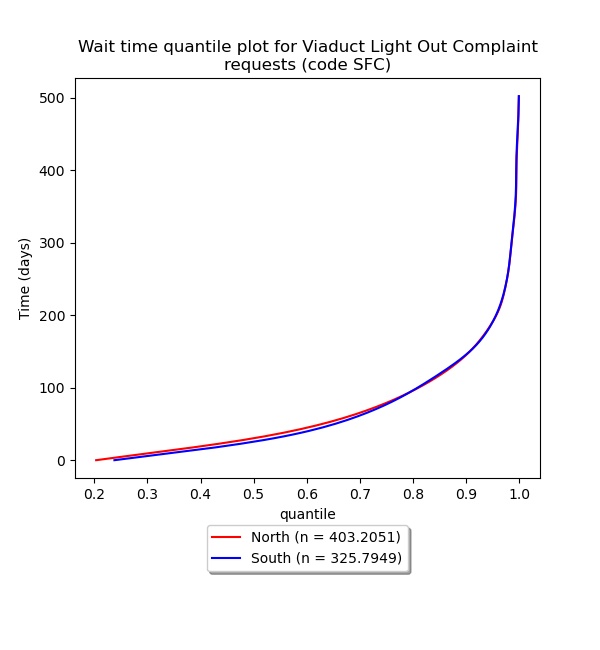 Wait time quantile plot for Viaduct Light Out Complaint
requests (code SFC)
500
400
300
200
100
0
Time (days)
0.2 0.3 0.4 0.5 0.6 0.7 0.8 0.9 1.0
quantile
North (n = 403.2051)
South (n = 325.7949)